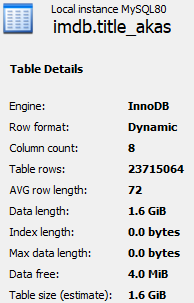 Local instance MySQL80
imdb.title_akas
Table Details
Engine: InnoDB
Row format: Dynamic
Column count: 8
Table rows: 23715064
AVG row length: 72
Data length: 1.6 GiB
Index length: 0.0 bytes
Max data length: 0.0 bytes
Data free: 4.0 MiB
Table size (estimate): 1.6 GiB